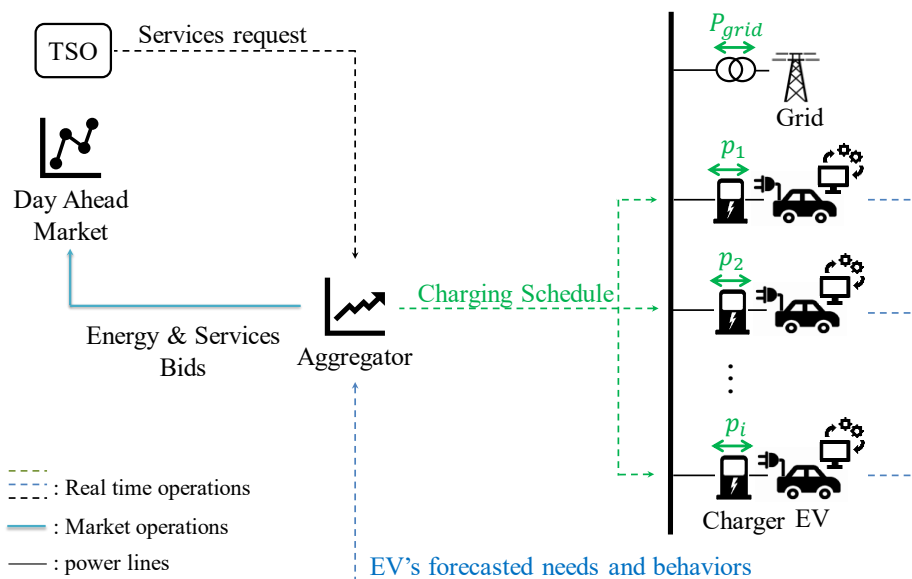 TSO
Services request
P_grid
Grid
Day Ahead
Market
p_1
p_2
Charging Schedule
Energy & Services
Bids
Aggregator
⋮
p_i
Charger EV
: Real time operations
: Market operations
: power lines
EV's forecasted needs and behaviors